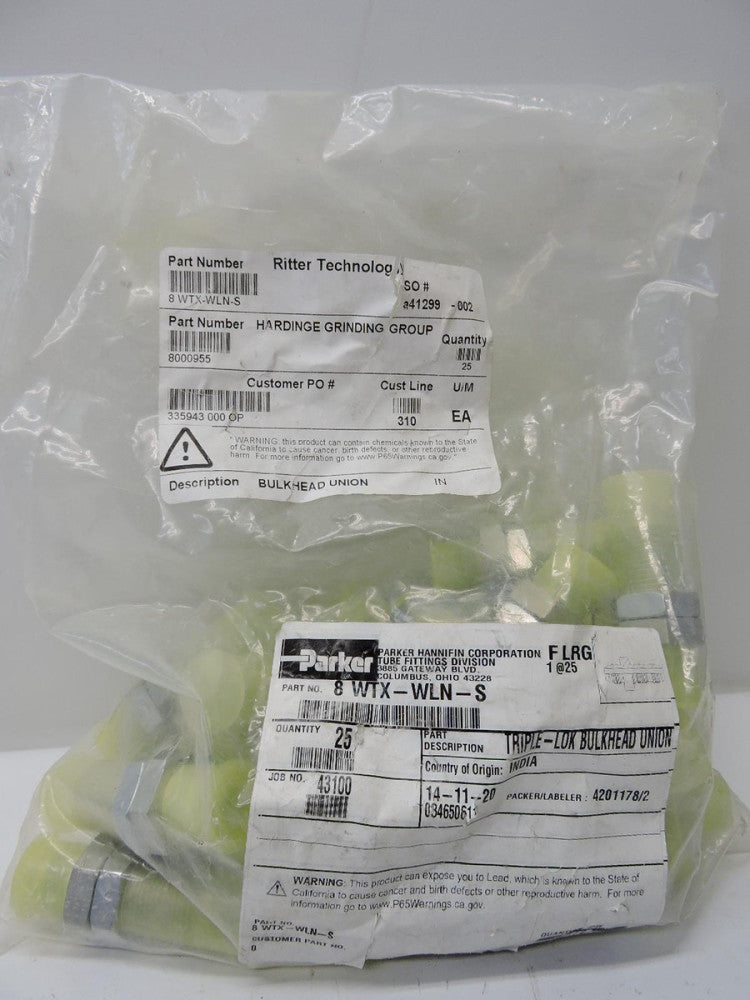 Part Number Ritter Technology
SO #
8 WTX-WLN-S
a41299 - 002
Part Number HARDINGE GRINDING GROUP
Quantity
8000955
25
Customer PO # Cust Line U/M
335943 000 OP
310 EA
" WARNING: this product can contain chemicals known to the State
of California to cause cancer, birth defects, or other reproductive
harm. For more information go to www.P65Warnings.ca.gov."
Description BULKHEAD UNION IN
Parker
PARKER HANNIFIN CORPORATION F LRG
TUBE FITTINGS DIVISION 1 @25
3885 GATEWAY BLVD.
COLUMBUS, OHIO 43228
PART NO. 8 WTX-WLN-S
QUANTITY 25
PART DESCRIPTION TRIPLE-LOK BULKHEAD UNION
Country of Origin: INDIA
JOB NO. 43100
14-11--20 PACKER/LABELER : 4201178/2
WARNING: This product can expose you to Lead, which is known to the State of
California to cause cancer and birth defects or other reproductive harm. For more
information go to www.P65Warnings.ca.gov.
PART NO.
8 WTX-WLN-S
CUSTOMER PART NO.
0